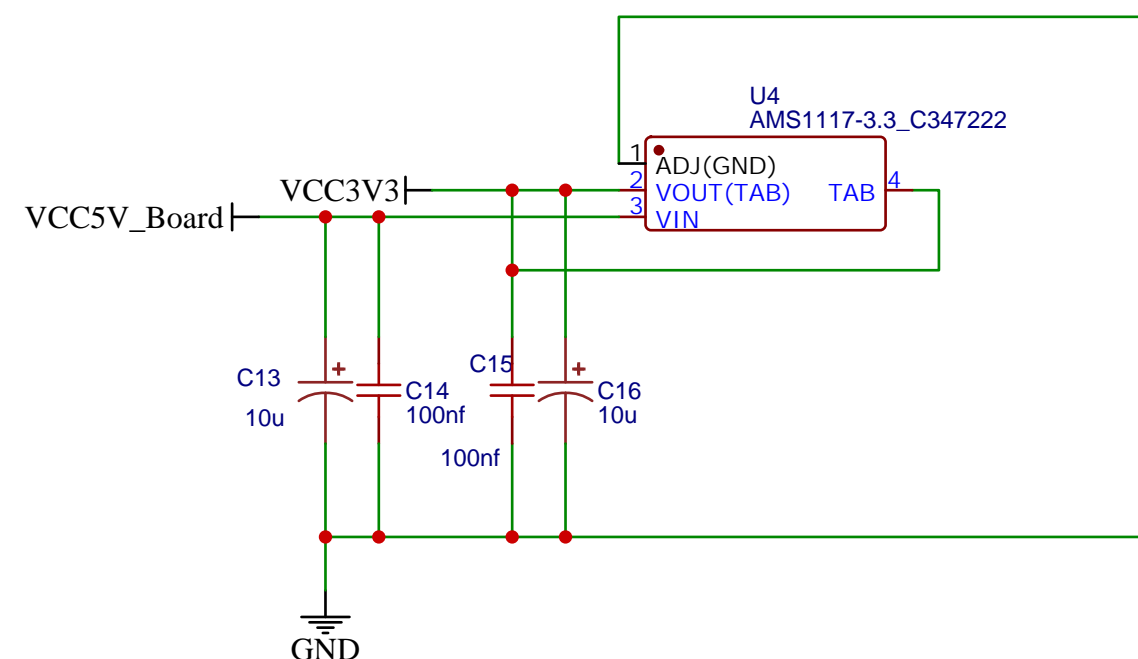 U4
AMS1117-3.3_C347222
1
ADJ(GND)
2
VOUT(TAB)
TAB
4
3
VIN
VCC3V3
VCC5V_Board
C13
+
10u
C14
100nf
C15
100nf
+
C16
10u
GND